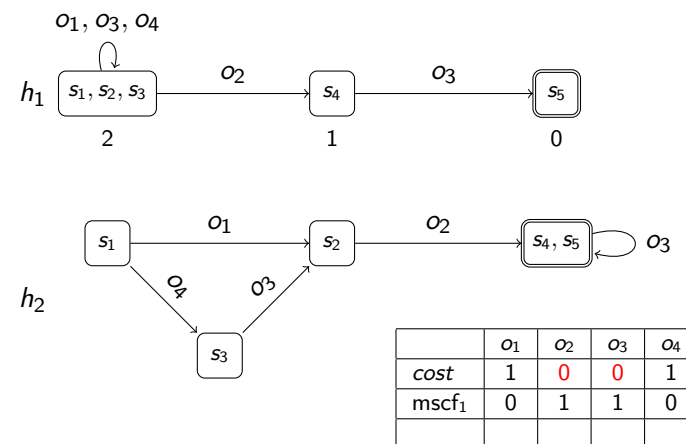 o₁, o₃, o₄
h₁ s₁, s₂, s₃ o₂ s₄ o₃ s₅
2 1 0
o₁ o₂
s₁ s₂ s₄, s₅ o₃
o₄ o₃
h₂
s₃
o₁ o₂ o₃ o₄
cost 1 0 0 1
mscf₁ 0 1 1 0